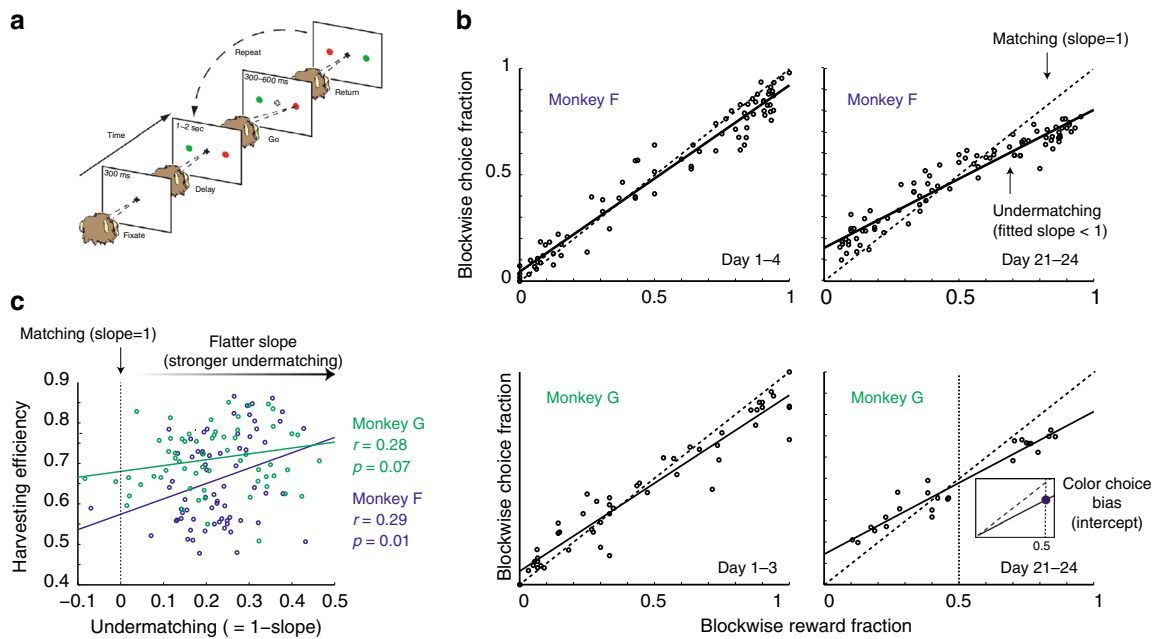 a
Repeat
300–600 ms
Return
Time
1–2 sec
Go
300 ms
Delay
Fixate
b
Matching (slope=1)
Blockwise choice fraction
1
0.5
0
Monkey F
Day 1–4
0
0.5
1
Monkey F
Undermatching
(fitted slope < 1)
Day 21–24
0
0.5
1
c
Matching (slope=1)
Flatter slope
(stronger undermatching)
Harvesting efficiency
0.9
0.8
0.7
0.6
0.5
0.4
Monkey G
r = 0.28
p = 0.07
Monkey F
r = 0.29
p = 0.01
–0.1
0
0.1
0.2
0.3
0.4
0.5
Undermatching ( = 1–slope)
Blockwise choice fraction
Monkey G
Day 1–3
0
0.5
1
Monkey G
Color choice
bias
(intercept)
0.5
Day 21–24
0
0.5
1
Blockwise reward fraction